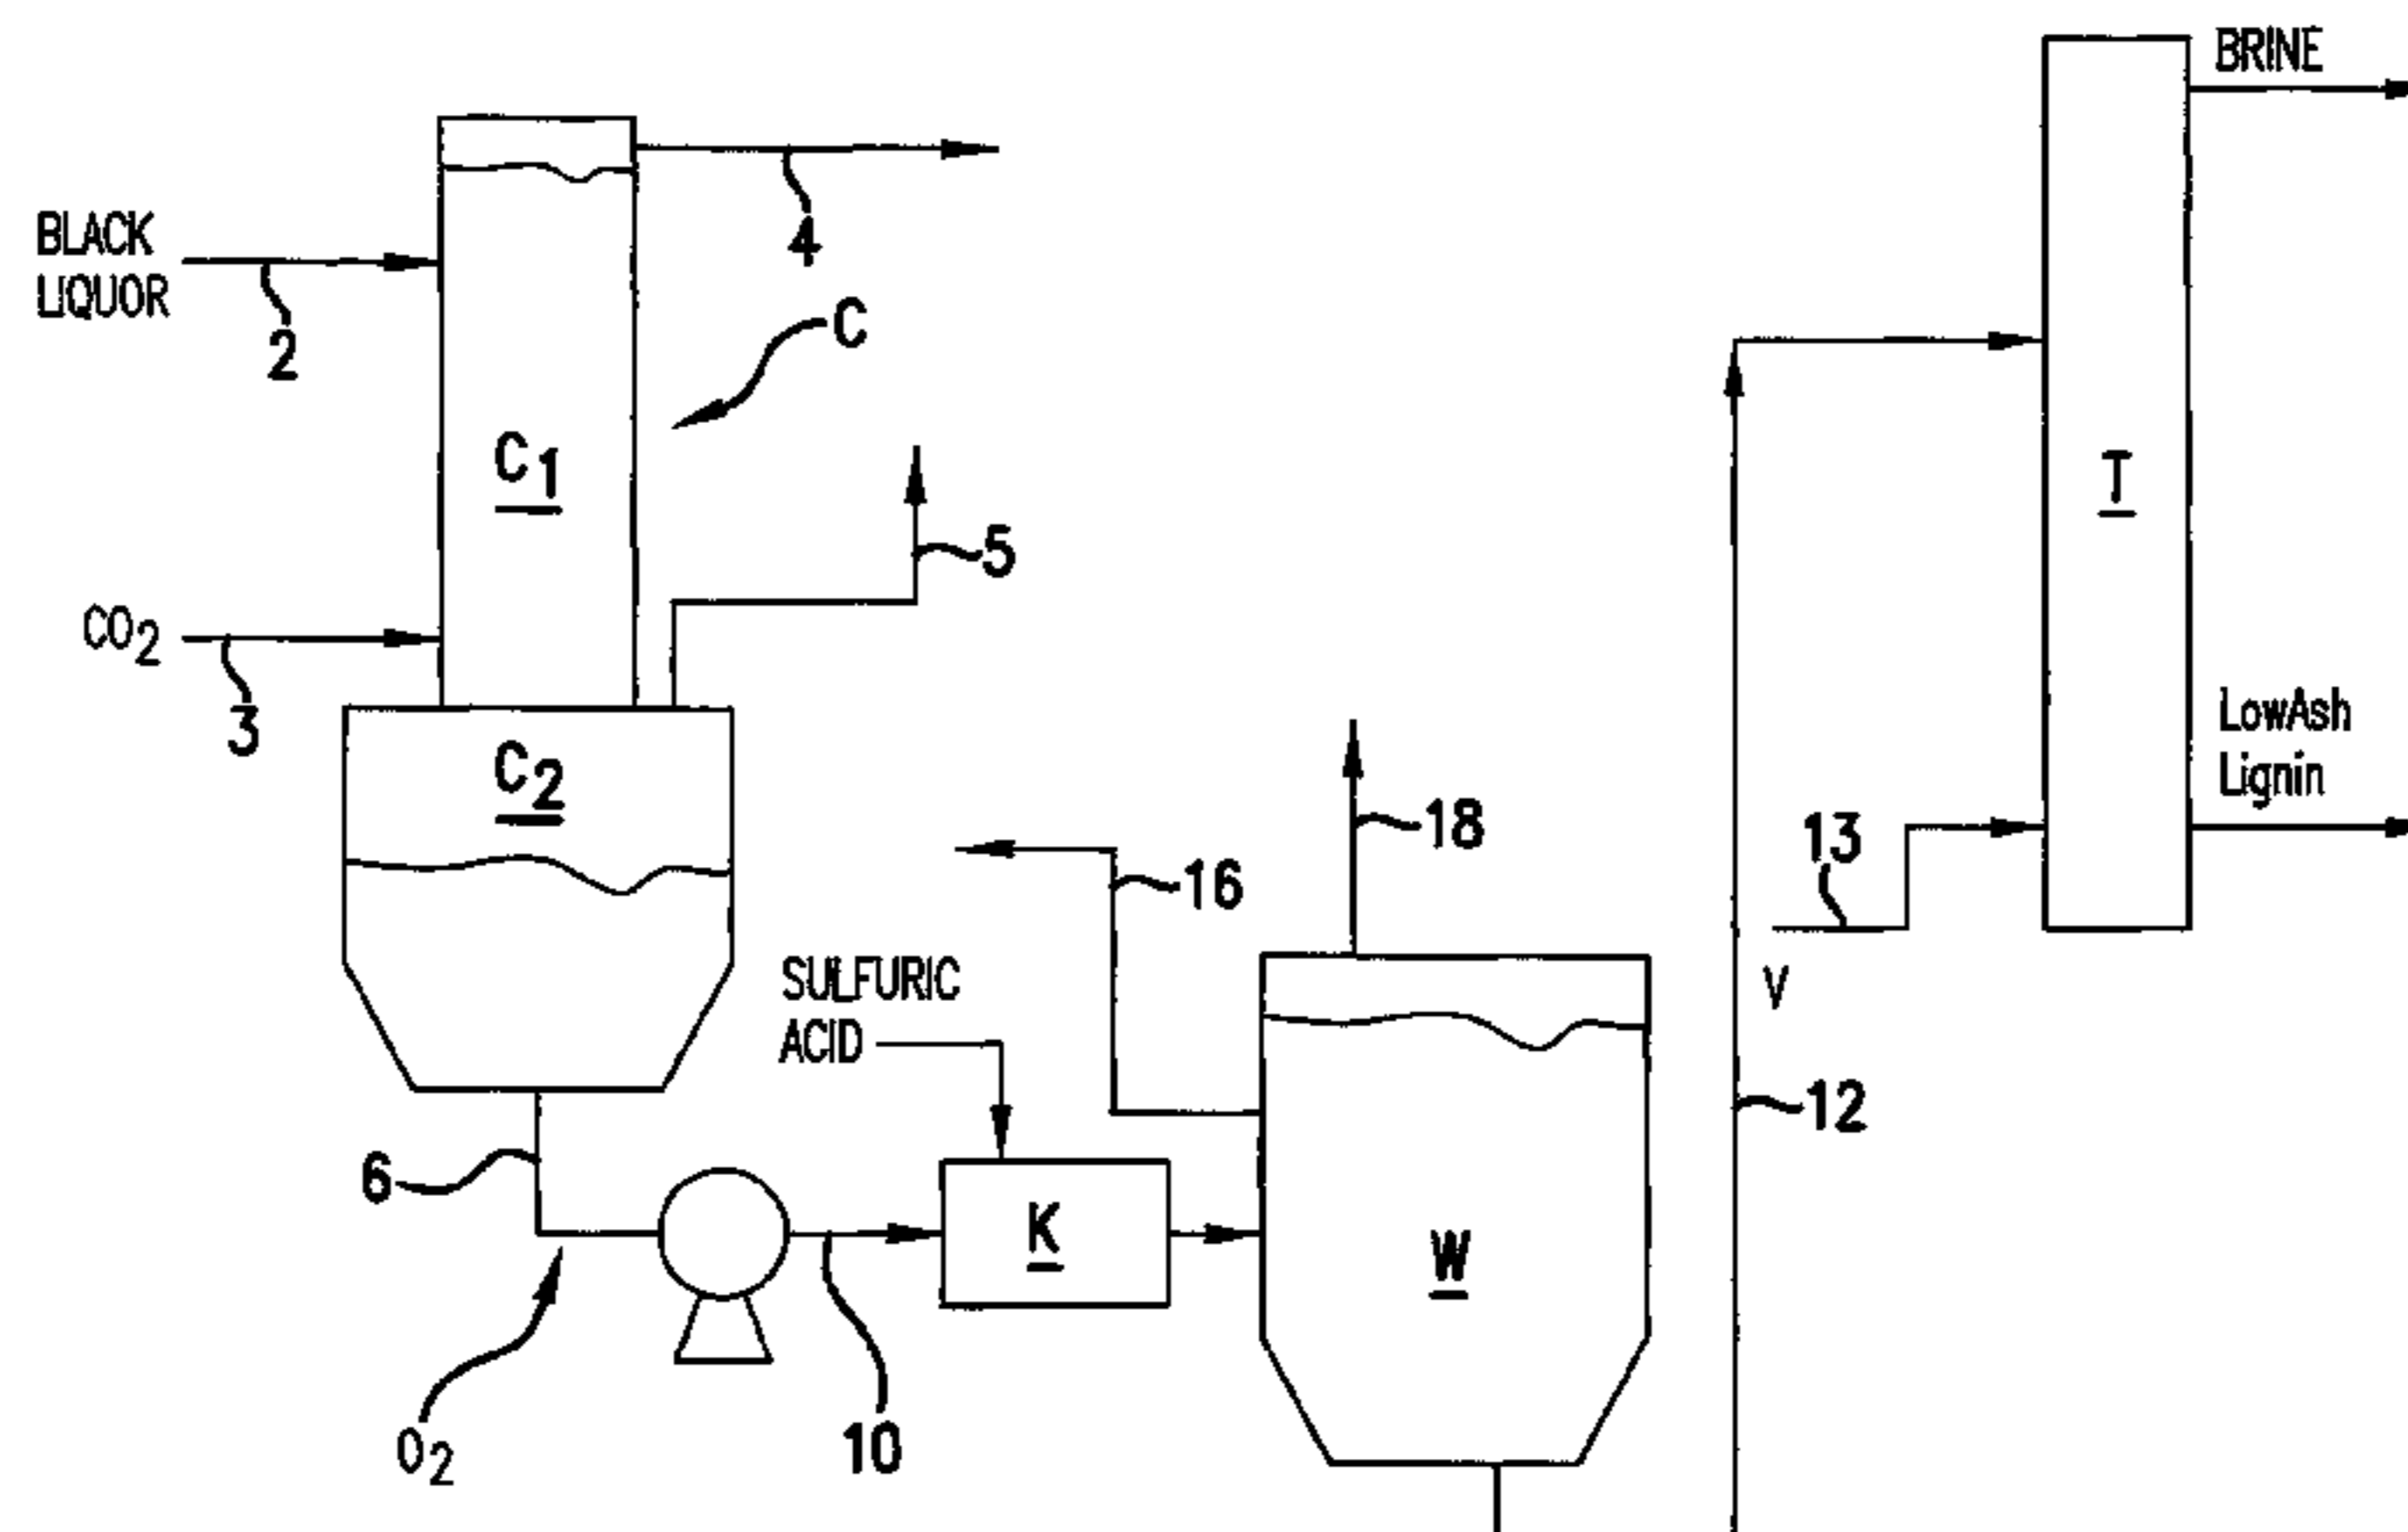 BRINE
4
BLACK
LIQUOR
2
C
C1
T
5
CO2
3
LowAsh
Lignin
C2
13
18
16
SULFURIC
ACID
V
12
6
K
W
O2
10